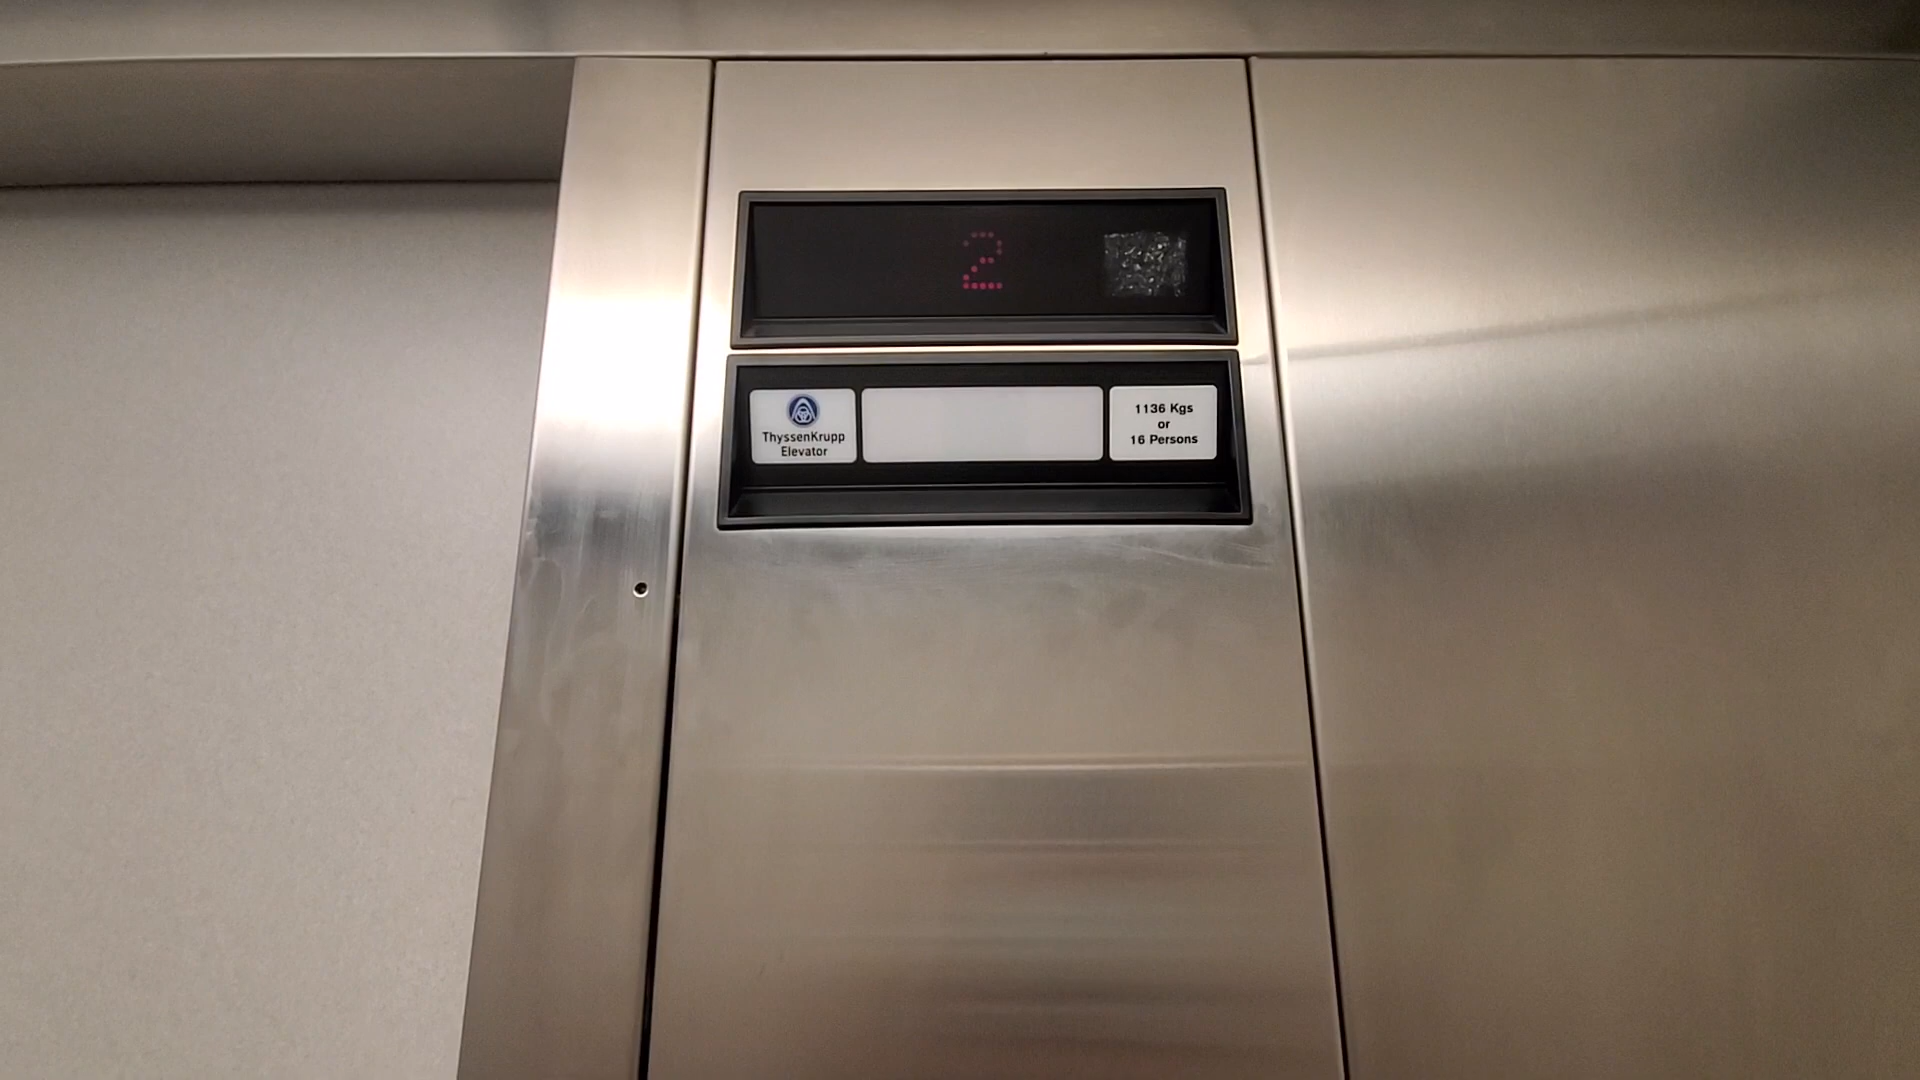 2
ThyssenKrupp
Elevator
1136 Kgs
or
16 Persons